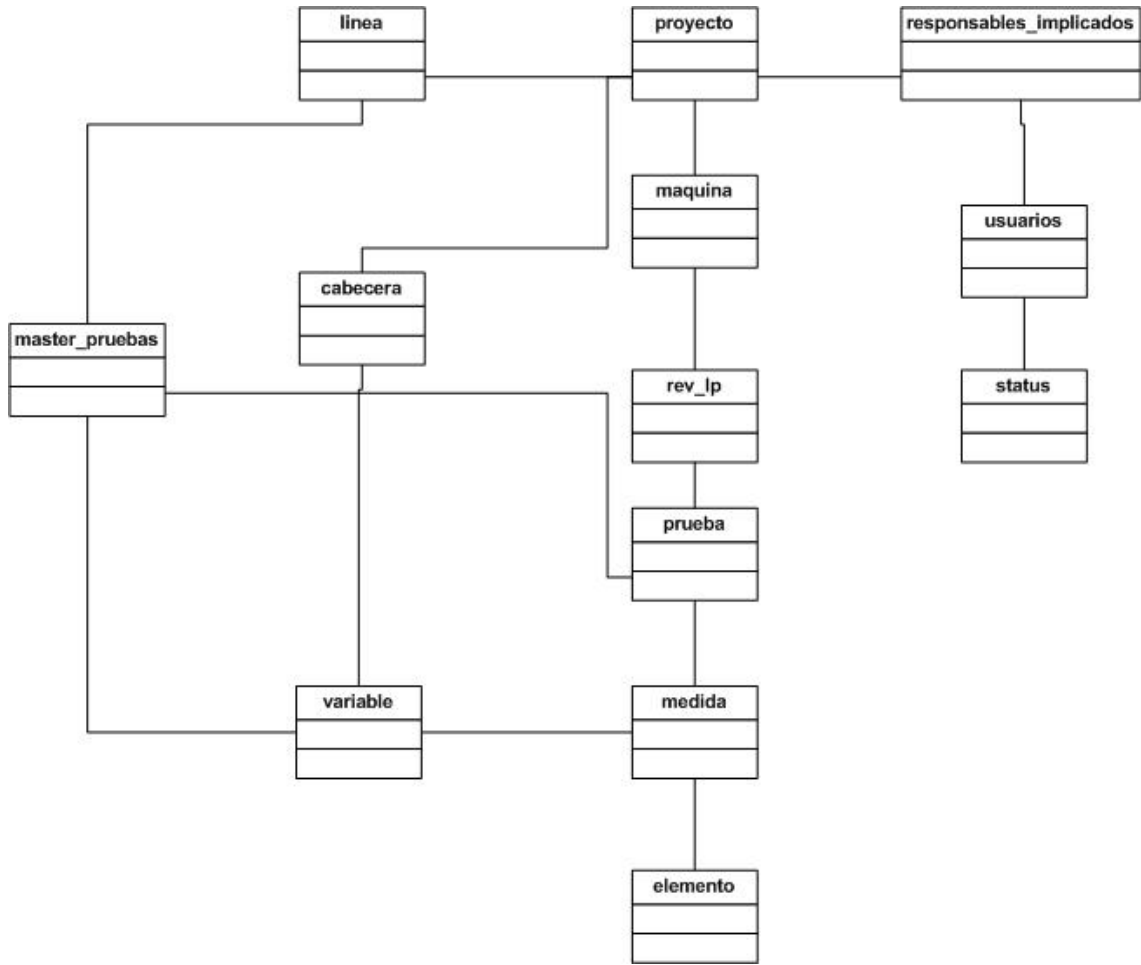 linea
proyecto
responsables_implicados
maquina
usuarios
cabecera
master_pruebas
rev_lp
status
prueba
variable
medida
elemento